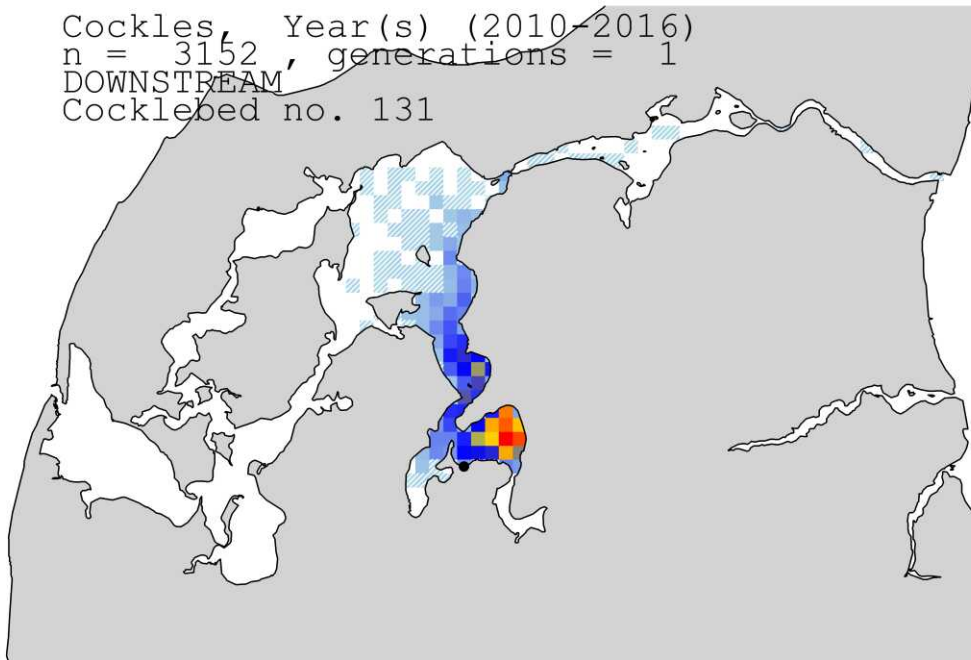 Cockles,  Year(s) (2010-2016)
n =  3152 , generations =  1
DOWNSTREAM
Cocklebed no. 131